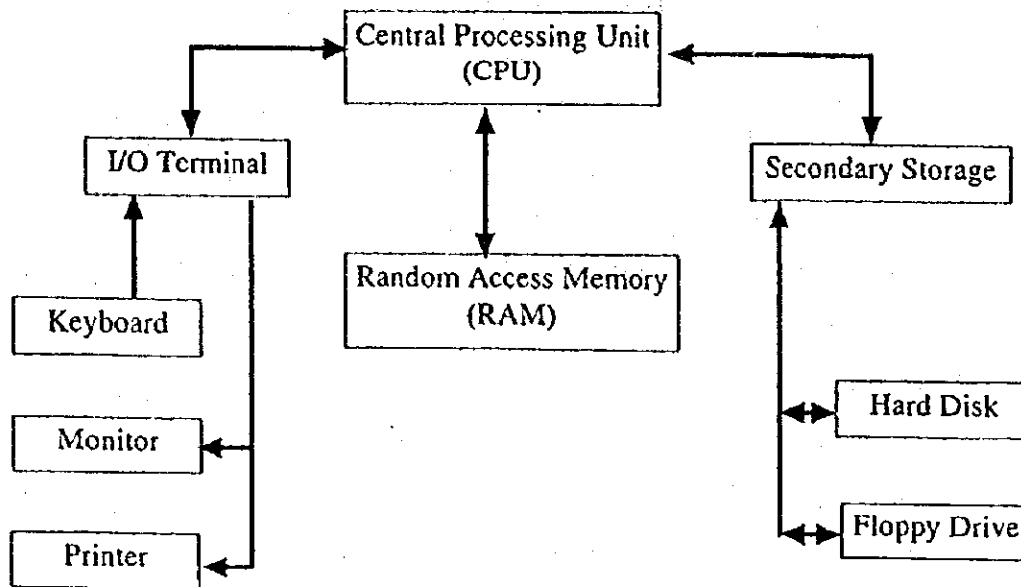 Central Processing Unit
(CPU)
I/O Terminal
Secondary Storage
Random Access Memory
(RAM)
Keyboard
Hard Disk
Monitor
Floppy Drive
Printer